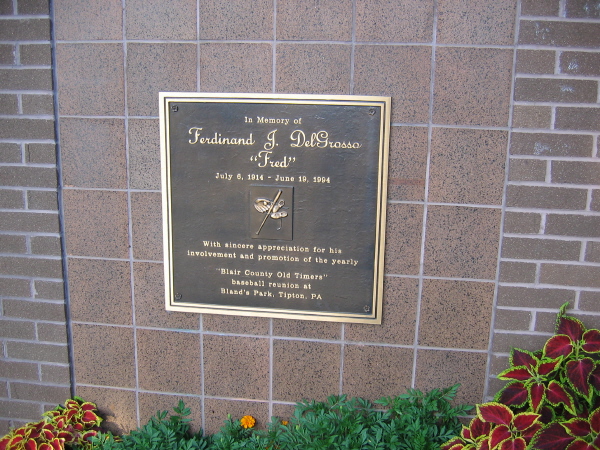 In Memory of
Ferdinand J. DelGrosso
"Fred"
July 6, 1914 - June 19, 1994
With sincere appreciation for his
involvement and promotion of the yearly
"Blair County Old Timers"
baseball reunion at
Bland's Park, Tipton, PA